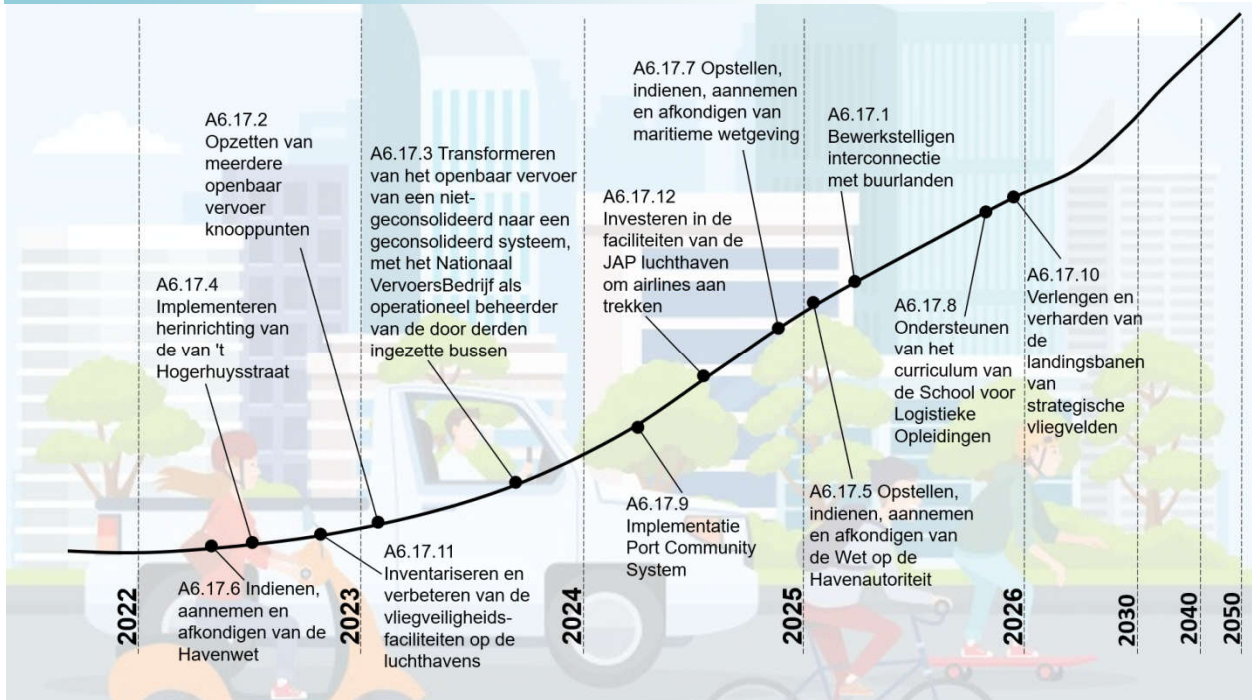 A6.17.7 Opstellen,
indienen, aannemen
en afkondigen van
maritieme wetgeving
A6.17.2
Opzetten van
meerdere
openbaar
vervoer
knooppunten
A6.17.1
Bewerkstelligen
interconnectie
met buurlanden
A6.17.3 Transformeren
van het openbaar vervoer
van een niet-
geconsolideerd naar een
geconsolideerd systeem,
met het Nationaal
VervoersBedrijf als
operationeel beheerder
van de door derden
ingezette bussen
A6.17.12
Investeren in de
faciliteiten van de
JAP luchthaven
om airlines aan
trekken
A6.17.4
Implementeren
herinrichting van
de van 't
Hogerhuysstraat
A6.17.8
Ondersteunen
van het
curriculum van
de School voor
Logistieke
Opleidingen
A6.17.10
Verlengen en
verharden van
de
landingsbanen
van
strategische
vliegvelden
A6.17.6 Indienen,
aannemen en
afkondigen van de
Havenwet
A6.17.11
Inventariseren en
verbeteren van de
vliegveiligheids-
faciliteiten op de
luchthavens
A6.17.9
Implementatie
Port Community
System
A6.17.5 Opstellen,
indienen, aannemen
en afkondigen van
de Wet op de
Havenautoriteit
2022
2023
2024
2025
2026
2030
2040
2050